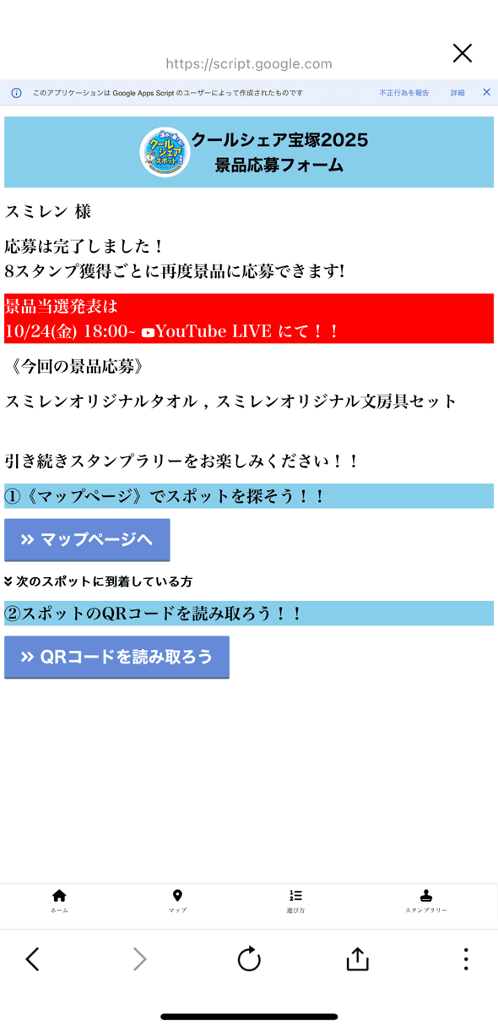 https://script.google.com
このアプリケーションは Google Apps Script のユーザーによって作成されたものです
不正行為を報告
詳細
クールシェア宝塚2025
景品応募フォーム
クール
シェア
スポット
スミレン 様
応募は完了しました！
8スタンプ獲得ごとに再度景品に応募できます!
景品当選発表は
10/24(金) 18:00~ YouTube LIVE にて！！
《今回の景品応募》
スミレンオリジナルタオル , スミレンオリジナル文房具セット
引き続きスタンプラリーをお楽しみください！！
①《マップページ》でスポットを探そう！！
マップページへ
次のスポットに到着している方
②スポットのQRコードを読み取ろう！！
QRコードを読み取ろう
ホーム
マップ
遊び方
スタンプラリー